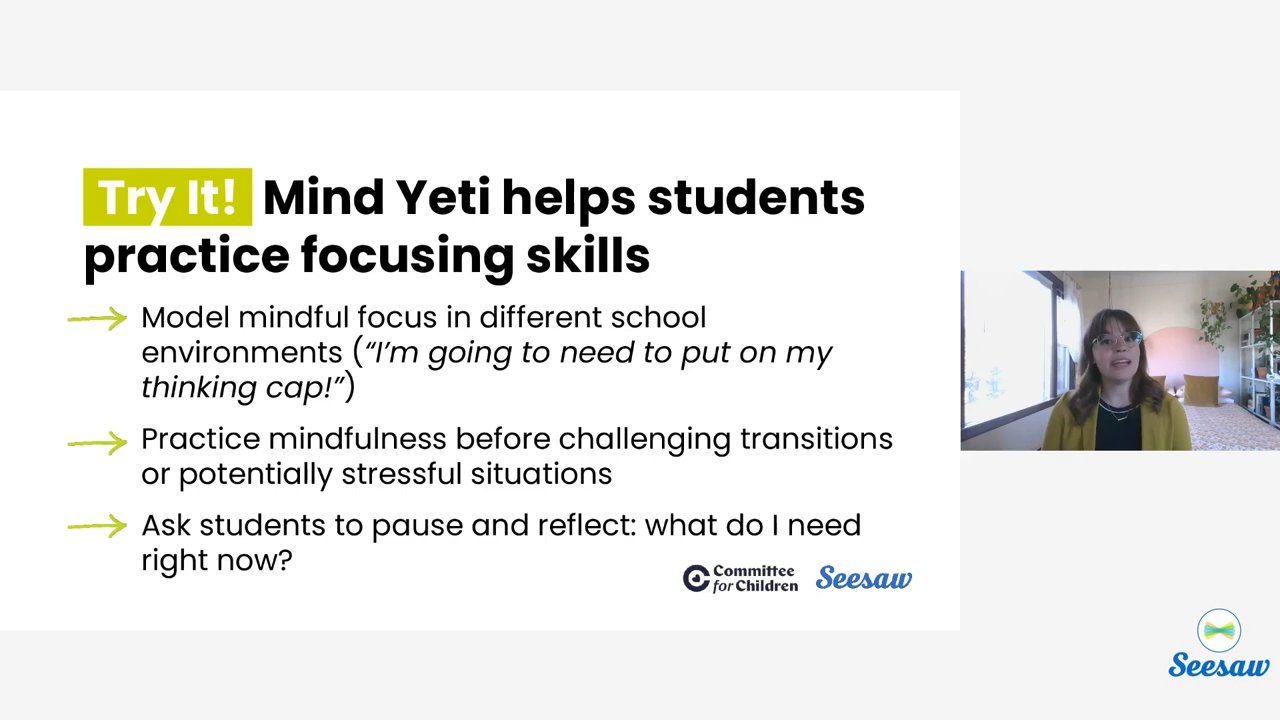 Try It! Mind Yeti helps students
practice focusing skills
Model mindful focus in different school
environments (“I’m going to need to put on my
thinking cap!”)
Practice mindfulness before challenging transitions
or potentially stressful situations
Ask students to pause and reflect: what do I need
right now?
Committee
for Children
Seesaw
Seesaw